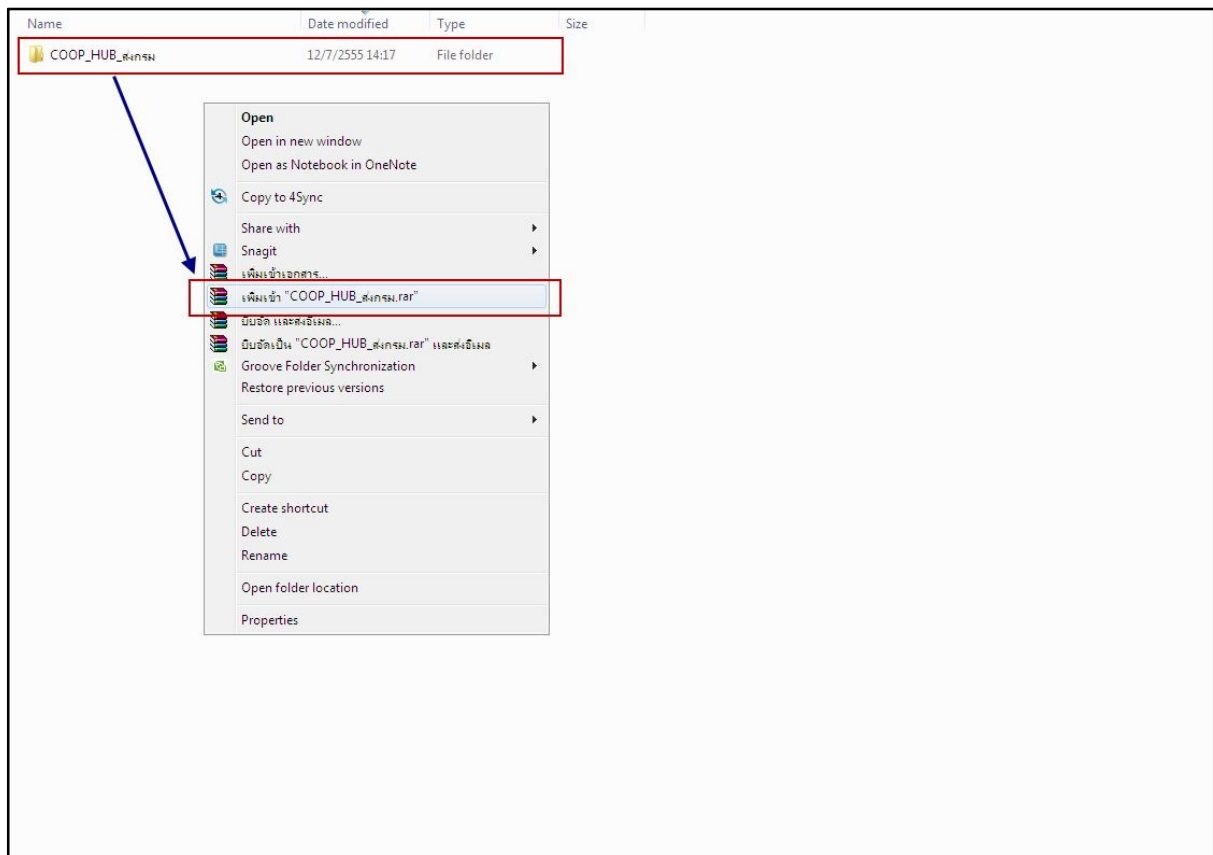 Name Date modified Type Size
COOP_HUB_ส่งกรม 12/7/2555 14:17 File folder
Open
Open in new window
Open as Notebook in OneNote
Copy to 4Sync
Share with
Snagit
เพิ่มเข้าเอกสาร...
เพิ่มเข้า "COOP_HUB_ส่งกรม.rar"
บีบอัด และส่งอีเมล...
บีบอัดเป็น "COOP_HUB_ส่งกรม.rar" และส่งอีเมล
Groove Folder Synchronization
Restore previous versions
Send to
Cut
Copy
Create shortcut
Delete
Rename
Open folder location
Properties